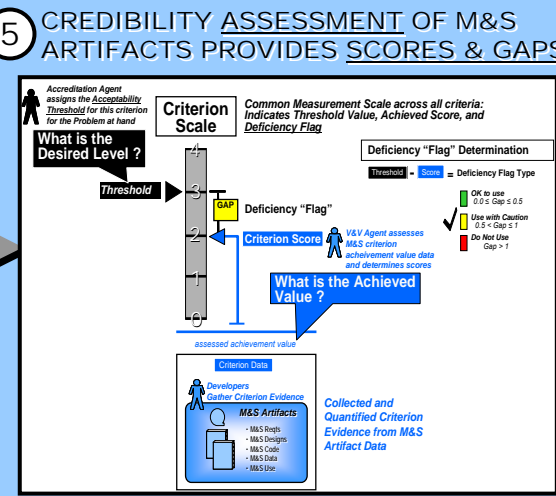 5 CREDIBILITY ASSESSMENT OF M&S
ARTIFACTS PROVIDES SCORES & GAPS
Accreditation Agent
assigns the Acceptability
Threshold for this criterion
for the Problem at hand
What is the
Desired Level ?
Threshold
Criterion
Scale
4
3
2
1
0
GAP
Common Measurement Scale across all criteria:
Indicates Threshold Value, Achieved Score, and
Deficiency Flag
Deficiency "Flag"
Criterion Score
V&V Agent assesses
M&S criterion
acheivement value data
and determines scores
What is the Achieved
Value ?
Deficiency "Flag" Determination
Threshold - Score = Deficiency Flag Type
OK to use
0.0 ≤ Gap ≤ 0.5
Use with Caution
0.5 < Gap ≤ 1
Do Not Use
Gap > 1
assessed achievement value
Criterion Data
Developers
Gather Criterion Evidence
M&S Artifacts
· M&S Reqts
· M&S Designs
· M&S Code
· M&S Data
· M&S Use
Collected and
Quantified Criterion
Evidence from M&S
Artifact Data